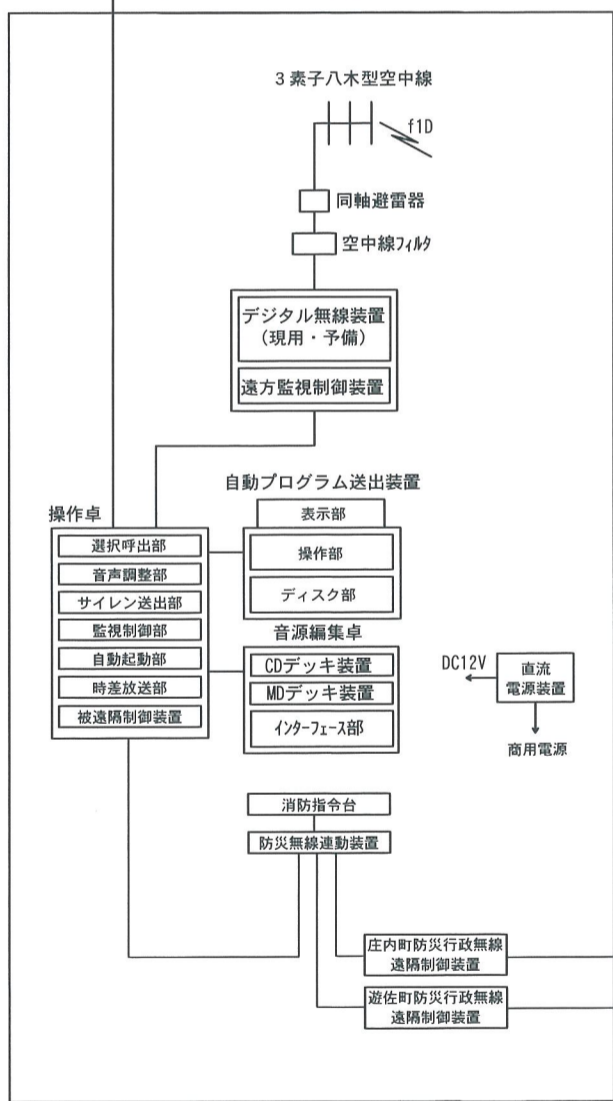 3素子八木型空中線
f1D
同軸避雷器
空中線フィルタ
デジタル無線装置
(現用・予備)
遠方監視制御装置
自動プログラム送出装置
表示部
操作部
ディスク部
操作卓
選択呼出部
音声調整部
サイレン送出部
監視制御部
自動起動部
時差放送部
被遠隔制御装置
音源編集卓
CDデッキ装置
MDデッキ装置
インターフェース部
DC12V
直流
電源装置
商用電源
消防指令台
防災無線連動装置
庄内町防災行政無線
遠隔制御装置
遊佐町防災行政無線
遠隔制御装置